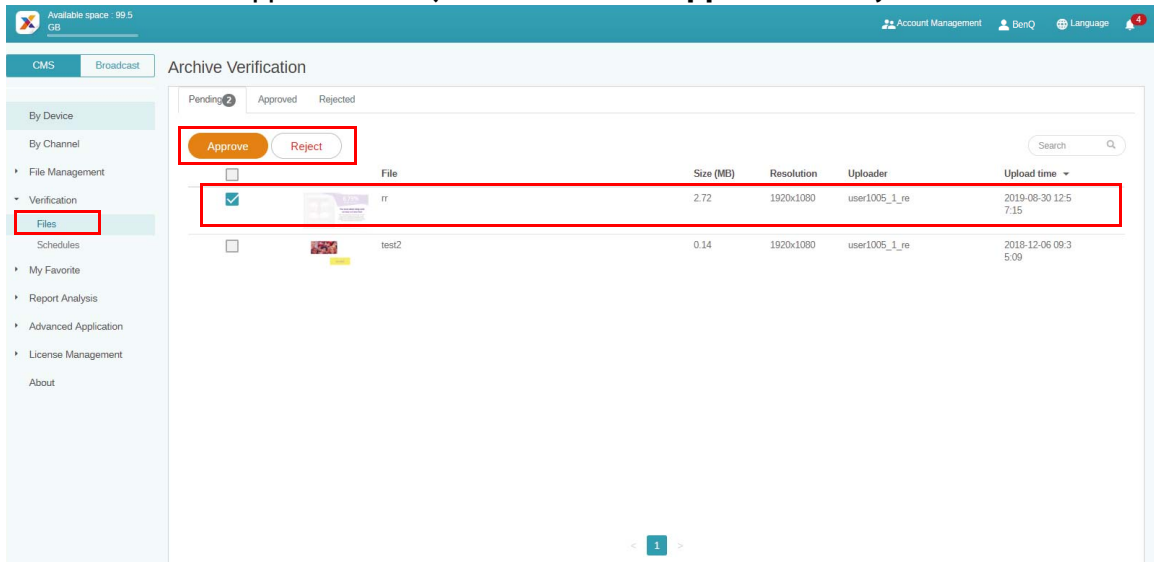 Available space : 99.5
GB
Account Management
BenQ
Language
4
CMS
Broadcast
Archive Verification
Pending 2
Approved
Rejected
By Device
By Channel
File Management
Verification
Files
Schedules
My Favorite
Report Analysis
Advanced Application
License Management
About
Approve
Reject
Search
File
Size (MB)
Resolution
Uploader
Upload time
rr
2.72
1920x1080
user1005_1_re
2019-08-30 12:5
7:15
test2
0.14
1920x1080
user1005_1_re
2018-12-06 09:3
5:09
< 1 >